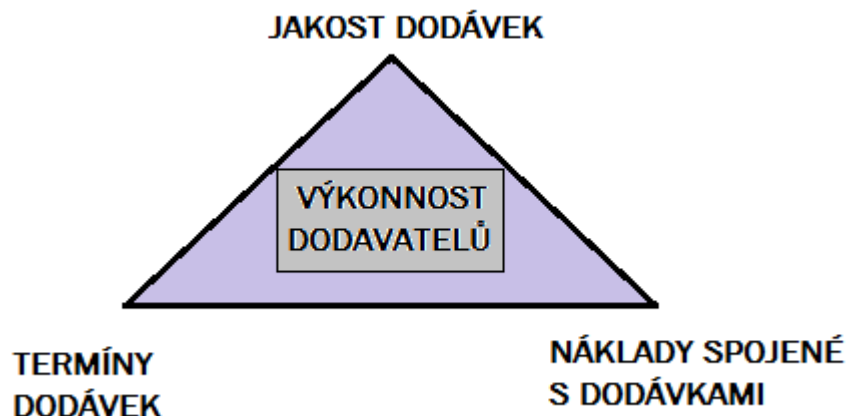 JAKOST DODÁVEK
VÝKONNOST
DODAVATELŮ
TERMÍNY
DODÁVEK
NÁKLADY SPOJENÉ
S DODÁVKAMI